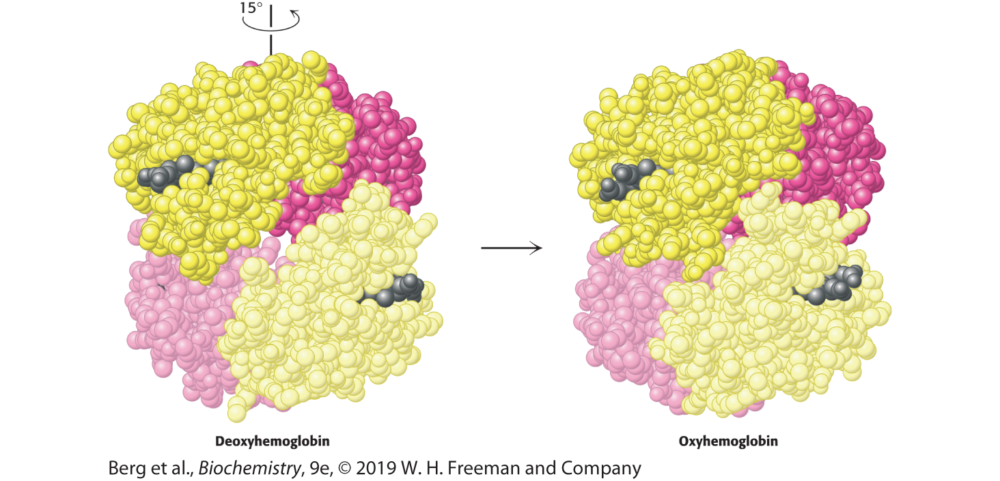 15°
Deoxyhemoglobin
Oxyhemoglobin
Berg et al., Biochemistry, 9e, © 2019 W. H. Freeman and Company